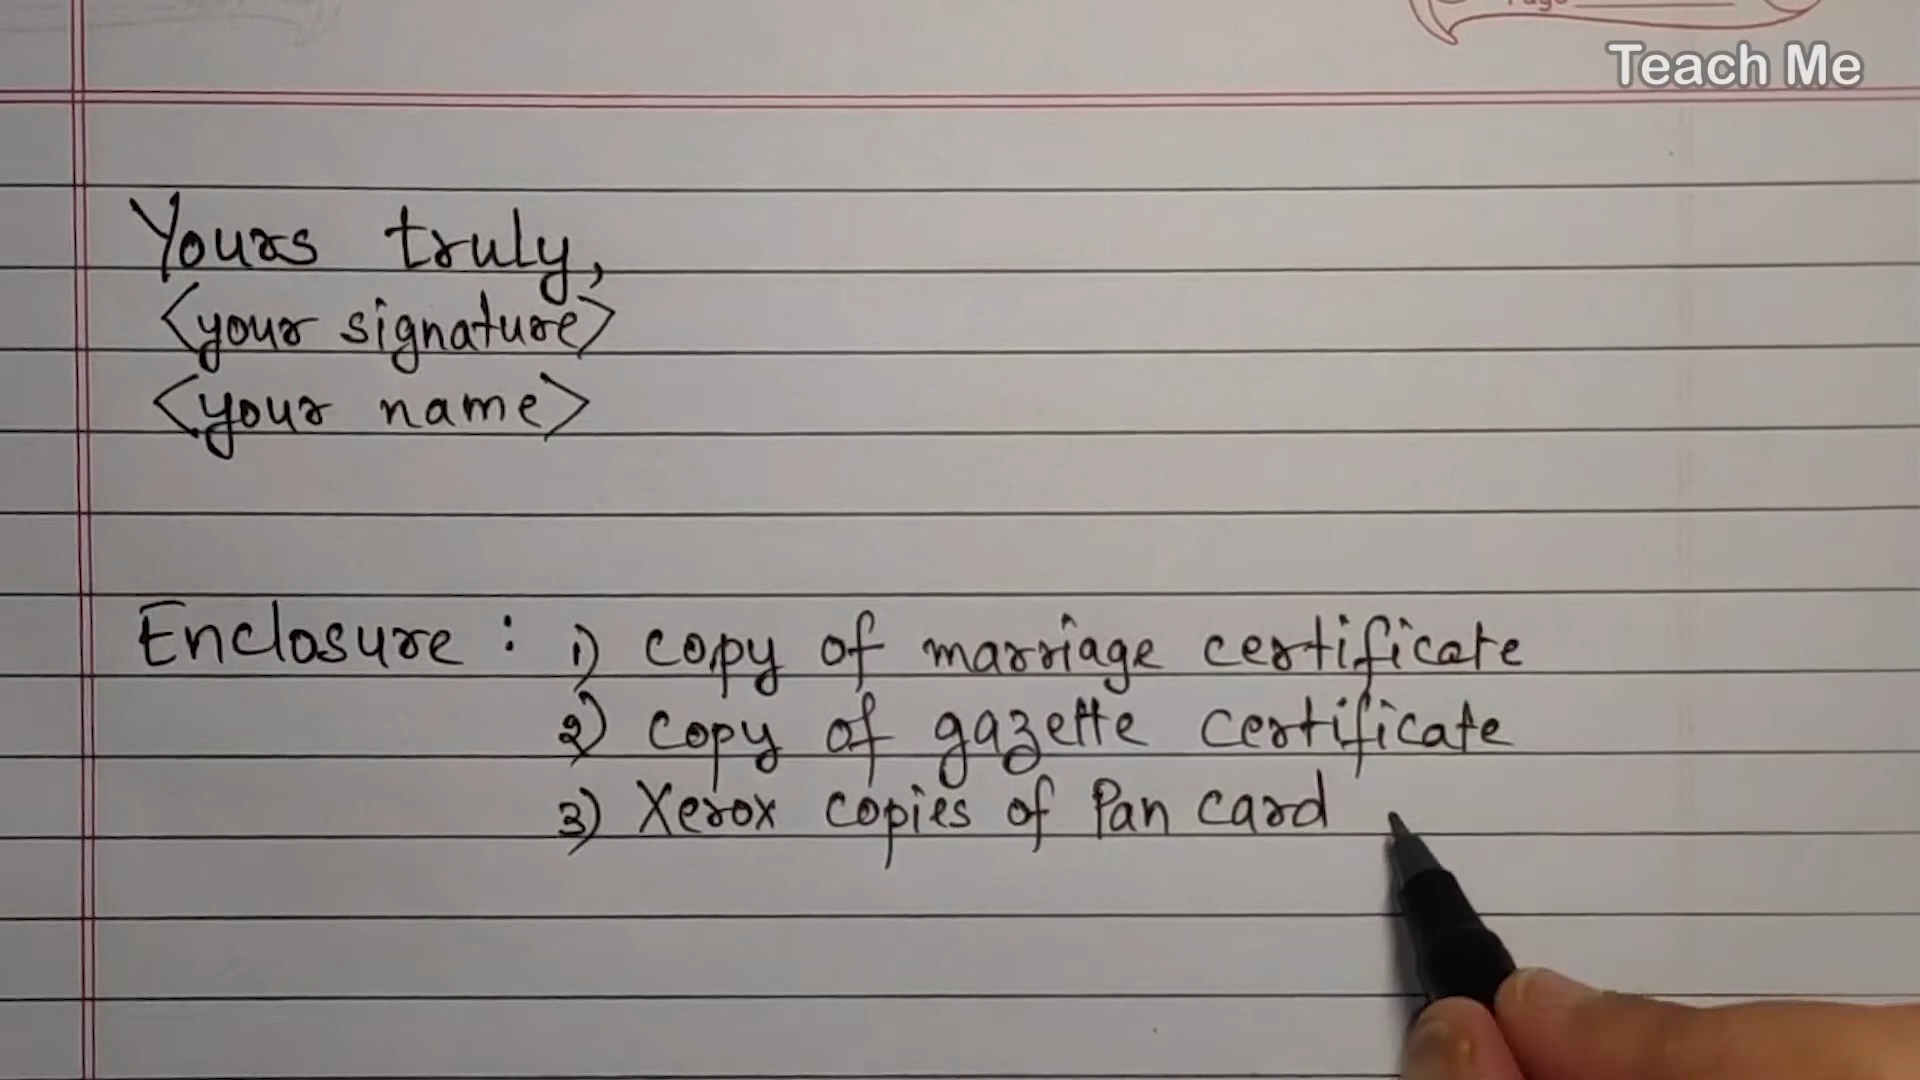 Page
Teach Me
Yours truly,
<your signature>
<your name>
Enclosure : 1) copy of marriage certificate
2) copy of gazette certificate
3) Xerox copies of Pan card